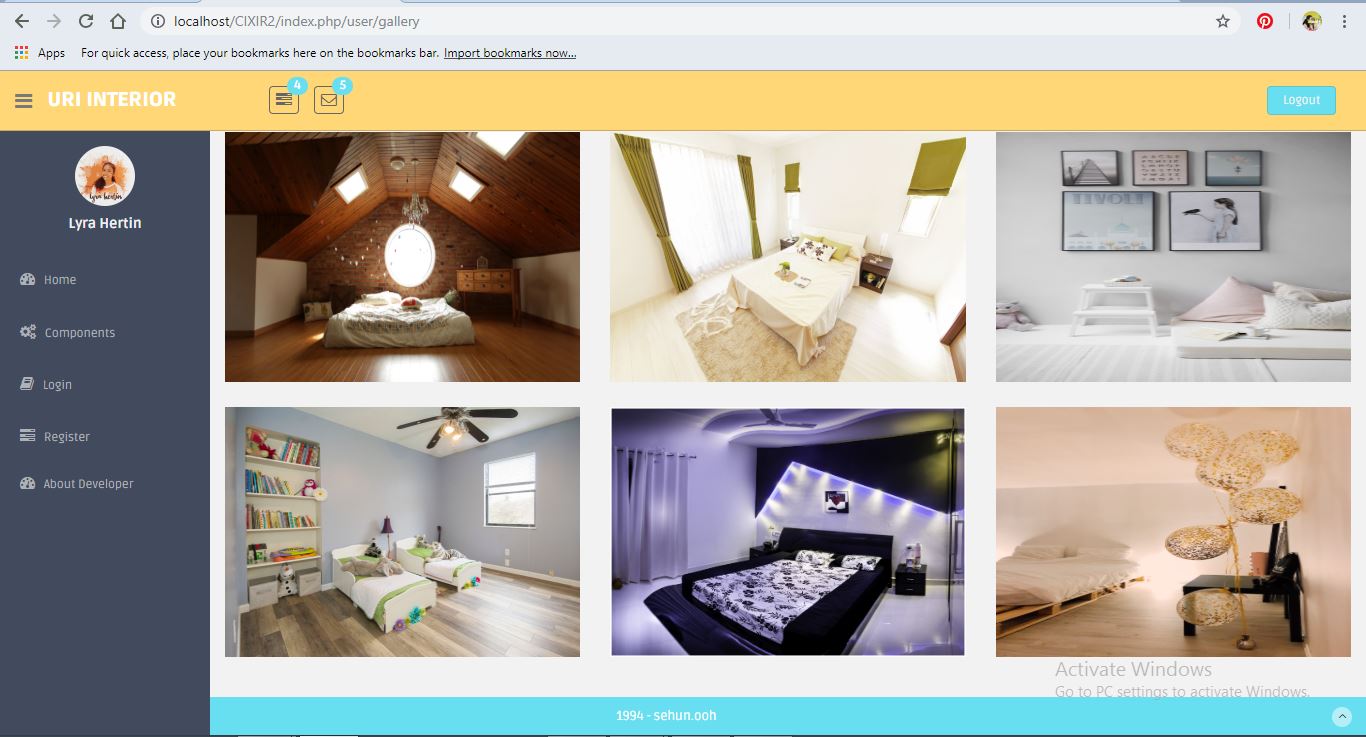 localhost/CIXIR2/index.php/user/gallery
Apps For quick access, place your bookmarks here on the bookmarks bar. Import bookmarks now...
URI INTERIOR 4 5 Logout
Lyra Hertin
Lyra Hertin
Home
Components
Login
Register
About Developer
TIVOLI
Activate Windows
Go to PC settings to activate Windows.
1994 - sehun.ooh